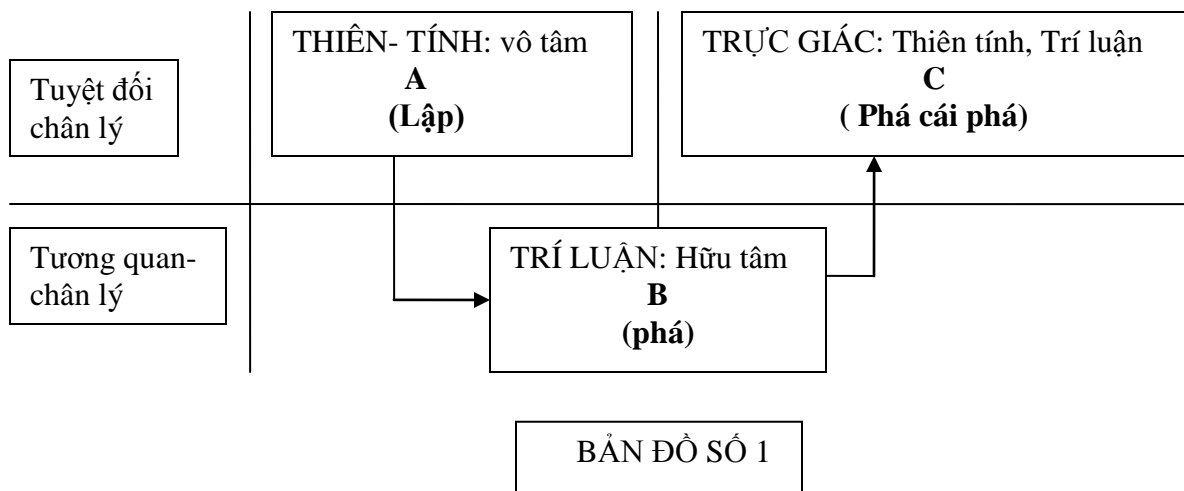 THIÊN- TÍNH: vô tâm
A
(Lập)
TRỰC GIÁC: Thiên tính, Trí luận
C
( Phá cái phá)
Tuyệt đối
chân lý
Tương quan-
chân lý
TRÍ LUẬN: Hữu tâm
B
(phá)
BẢN ĐỒ SỐ 1